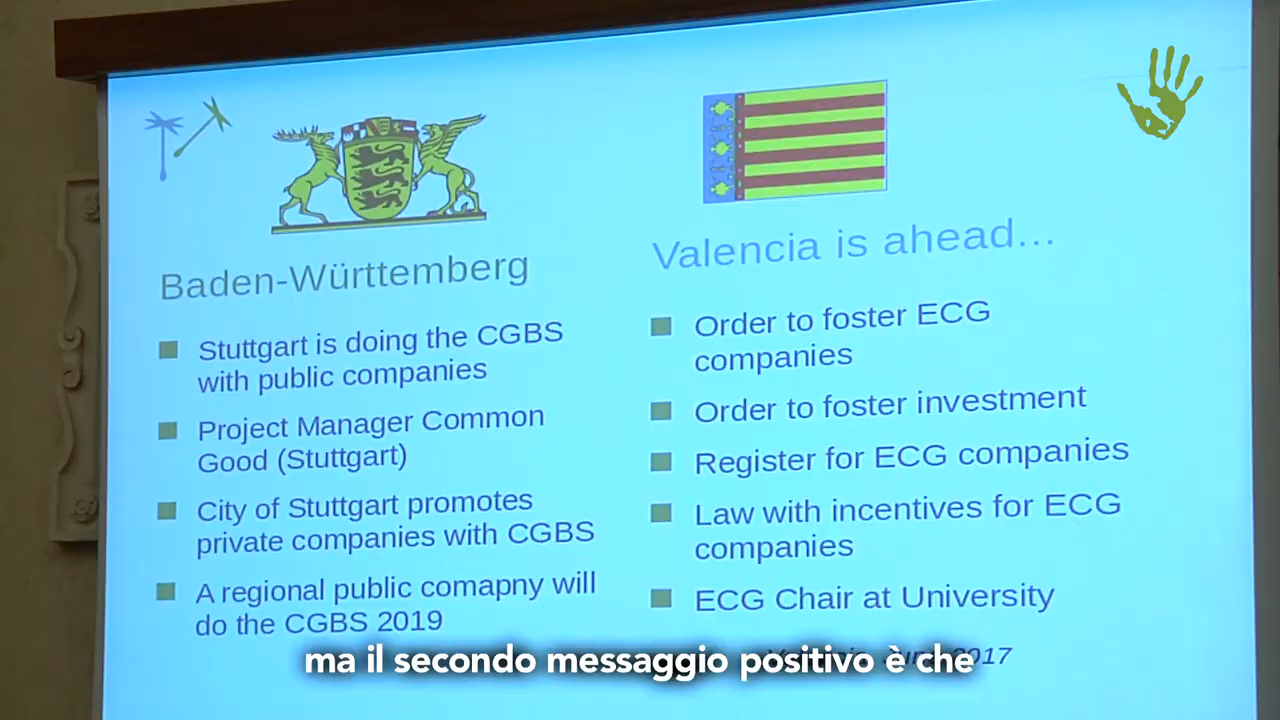 Baden-Württemberg
Stuttgart is doing the CGBS
with public companies
Project Manager Common
Good (Stuttgart)
City of Stuttgart promotes
private companies with CGBS
A regional public comapny will
do the CGBS 2019
Valencia is ahead...
Order to foster ECG
companies
Order to foster investment
Register for ECG companies
Law with incentives for ECG
companies
ECG Chair at University
2017
ma il secondo messaggio positivo è che